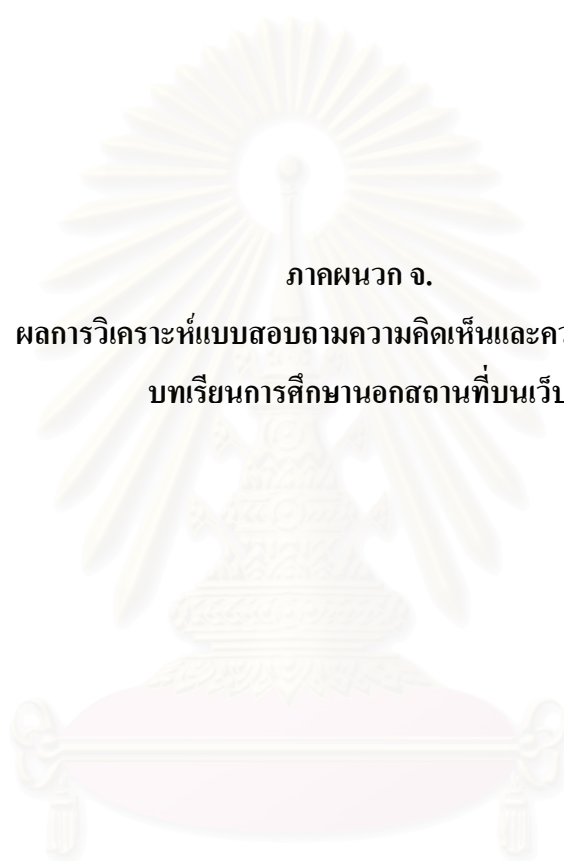 ภาคผนวก จ.
ผลการวิเคราะห์แบบสอบถามความคิดเห็นและ
บทเรียนการศึกษานอกสถานที่บนเว็บ